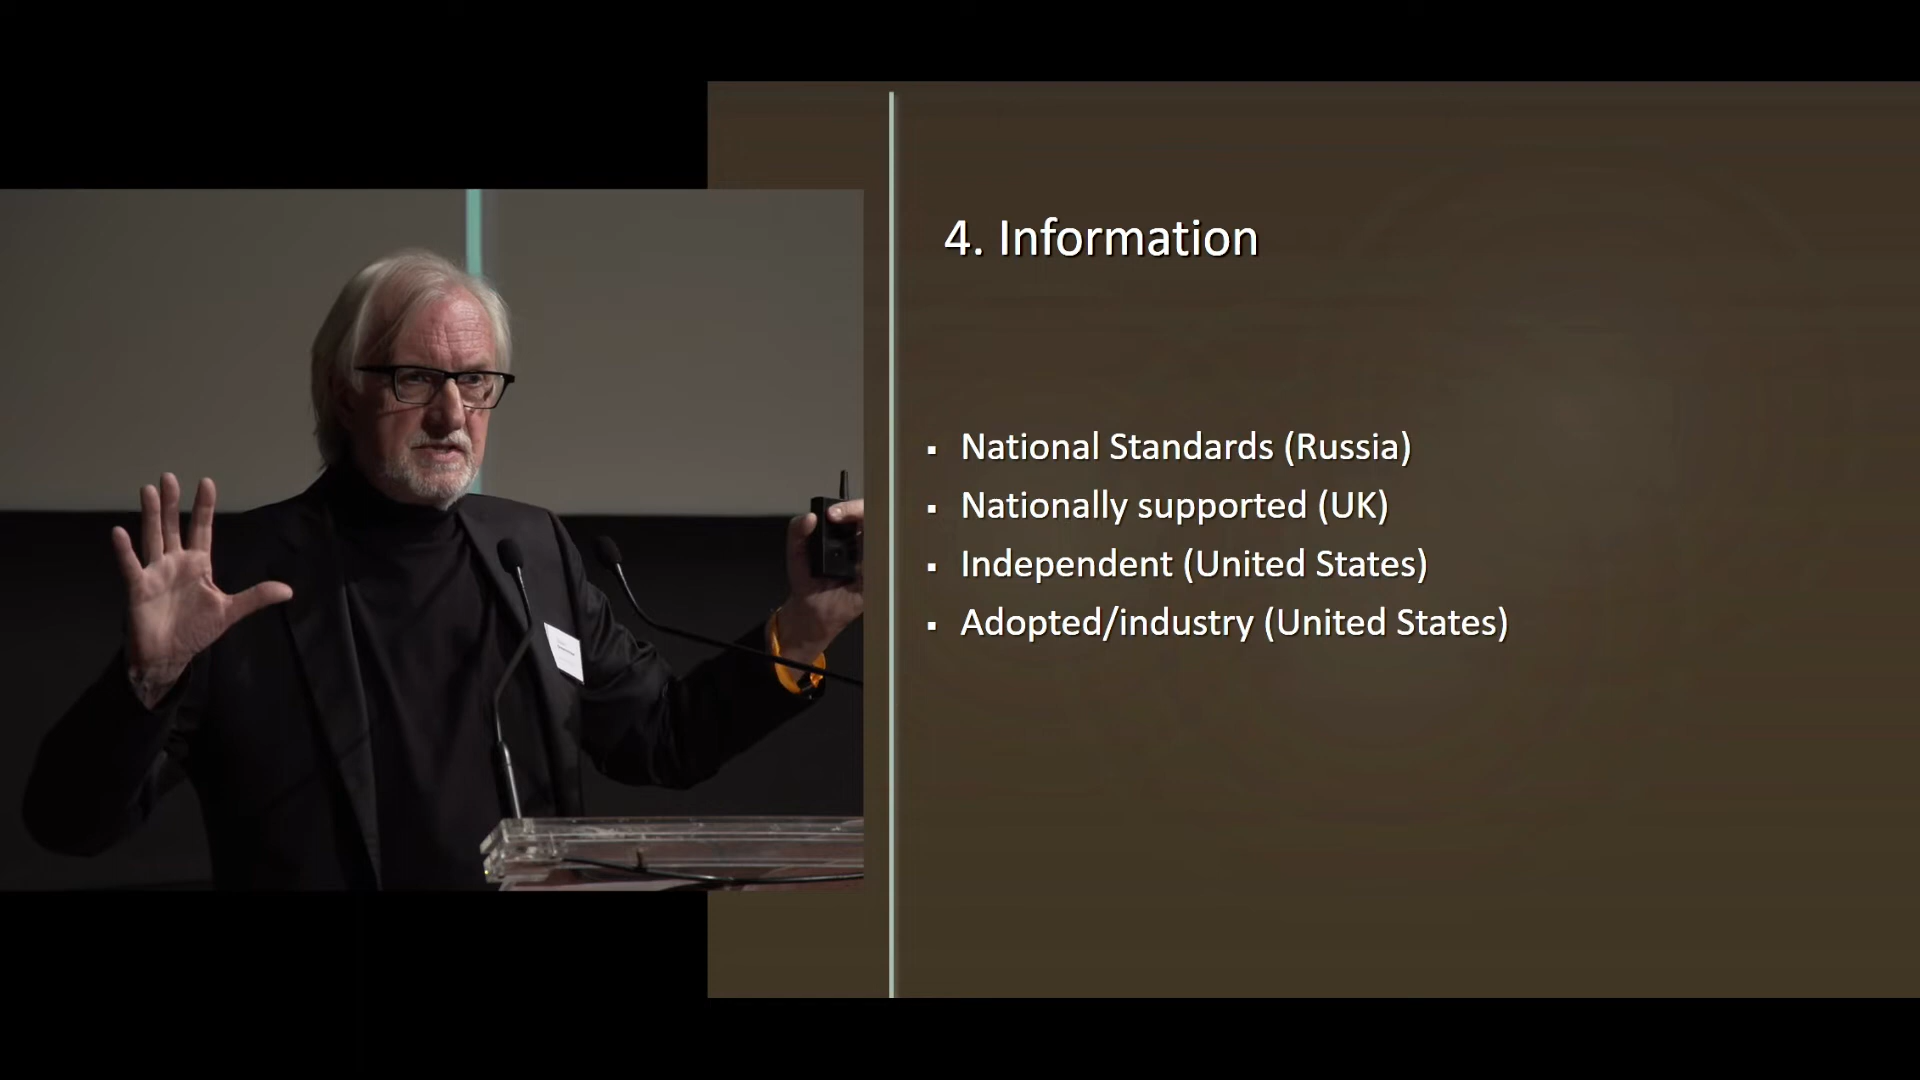 4. Information
▪ National Standards (Russia)
▪ Nationally supported (UK)
▪ Independent (United States)
▪ Adopted/industry (United States)